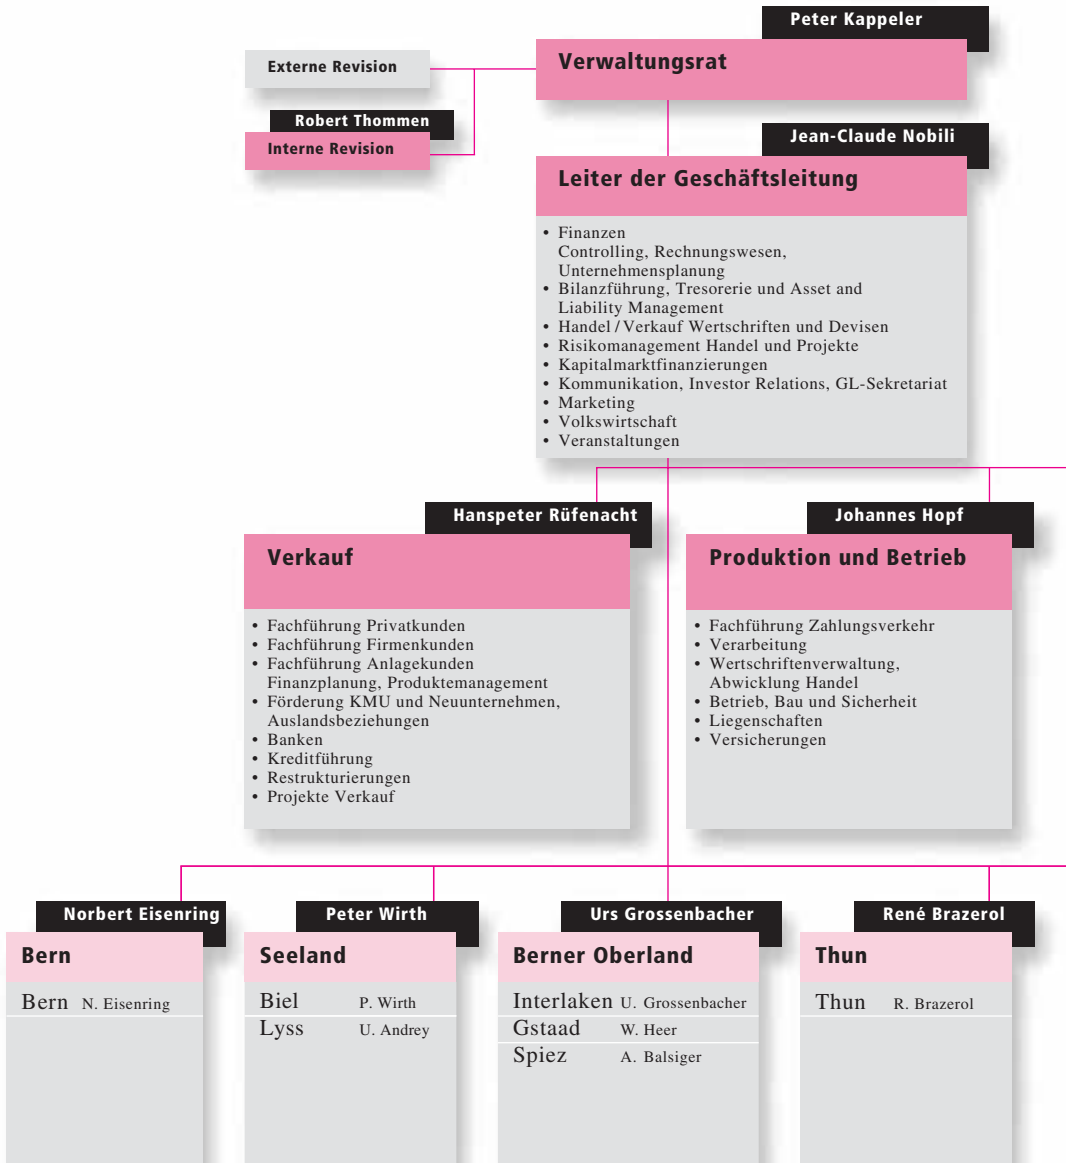 Peter Kappeler
Verwaltungsrat
Externe Revision
Robert Thommen
Interne Revision
Jean-Claude Nobili
Leiter der Geschäftsleitung
• Finanzen
Controlling, Rechnungswesen,
Unternehmensplanung
• Bilanzführung, Tresorerie und Asset and
Liability Management
• Handel / Verkauf Wertschriften und Devisen
• Risikomanagement Handel und Projekte
• Kapitalmarktfinanzierungen
• Kommunikation, Investor Relations, GL-Sekretariat
• Marketing
• Volkswirtschaft
• Veranstaltungen
Hanspeter Rüfenacht
Verkauf
• Fachführung Privatkunden
• Fachführung Firmenkunden
• Fachführung Anlagekunden
Finanzplanung, Produktemanagement
• Förderung KMU und Neuunternehmen,
Auslandsbeziehungen
• Banken
• Kreditführung
• Restrukturierungen
• Projekte Verkauf
Johannes Hopf
Produktion und Betrieb
• Fachführung Zahlungsverkehr
• Verarbeitung
• Wertschriftenverwaltung,
Abwicklung Handel
• Betrieb, Bau und Sicherheit
• Liegenschaften
• Versicherungen
Norbert Eisenring
Bern
Bern N. Eisenring
Peter Wirth
Seeland
Biel P. Wirth
Lyss U. Andrey
Urs Grossenbacher
Berner Oberland
Interlaken U. Grossenbacher
Gstaad W. Heer
Spiez A. Balsiger
René Brazerol
Thun
Thun R. Brazerol